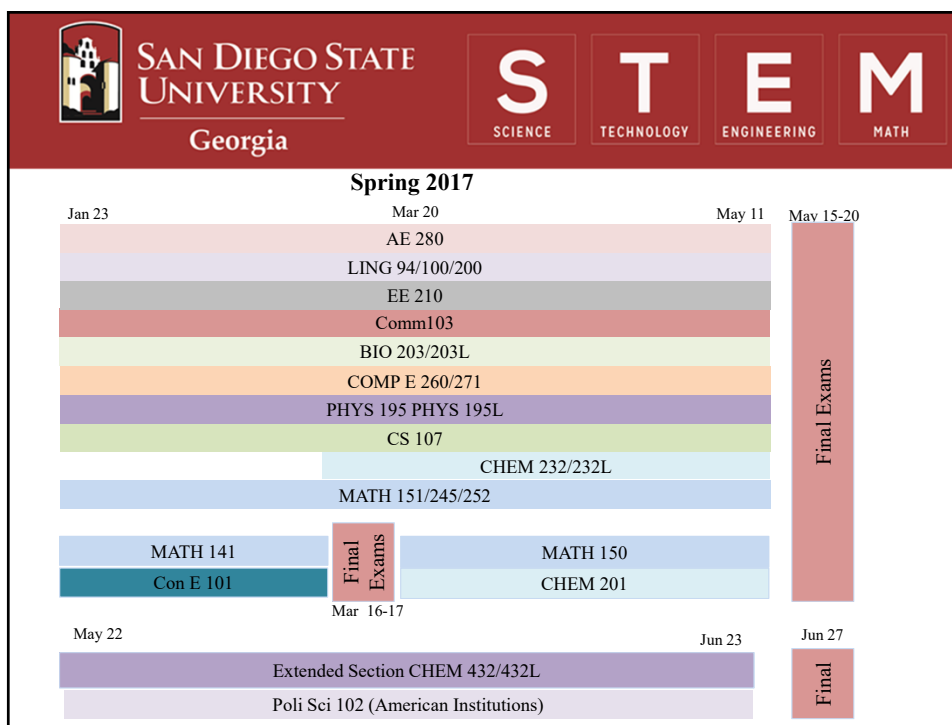 SAN DIEGO STATE
UNIVERSITY
Georgia
S T E M
SCIENCE TECHNOLOGY ENGINEERING MATH
Spring 2017
Jan 23 Mar 20 May 11 May 15-20
AE 280
LING 94/100/200
EE 210
Comm103
BIO 203/203L
COMP E 260/271
PHYS 195 PHYS 195L
CS 107
CHEM 232/232L
MATH 151/245/252
Final Exams
MATH 141
Con E 101
Final
Exams
Mar 16-17
MATH 150
CHEM 201
May 22 Jun 23 Jun 27
Extended Section CHEM 432/432L
Poli Sci 102 (American Institutions)
Final